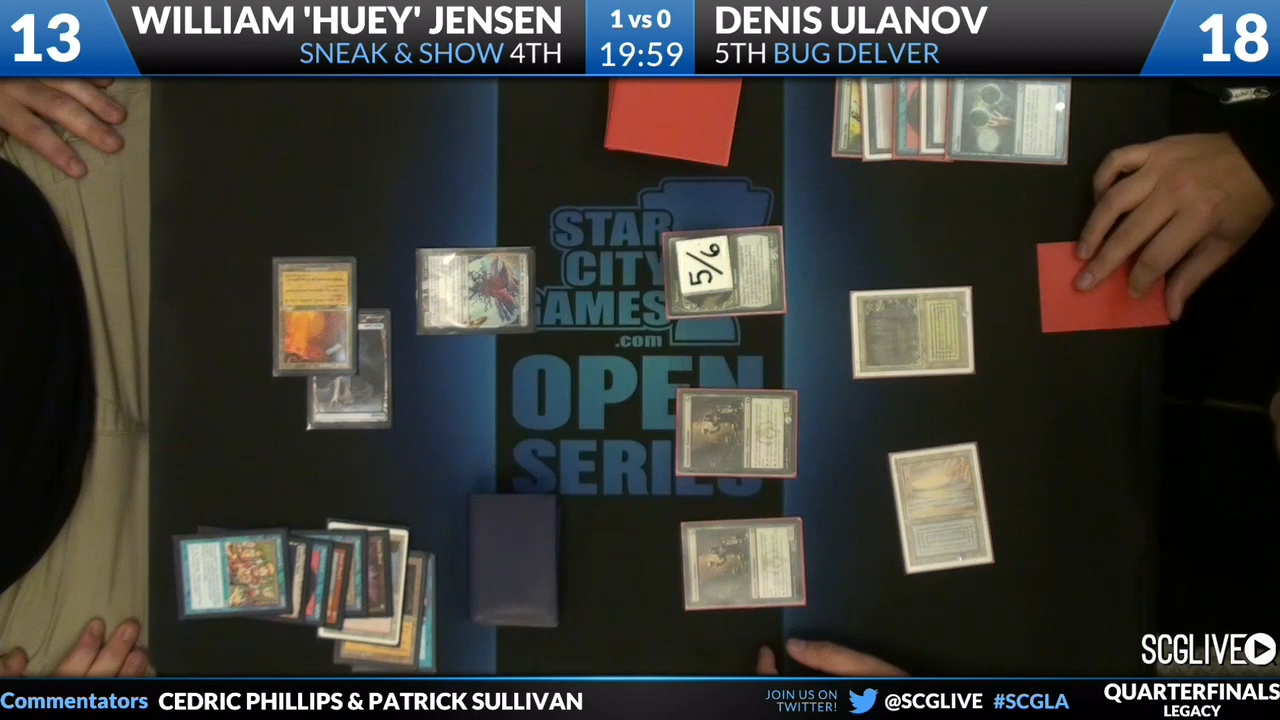 13
WILLIAM 'HUEY' JENSEN
SNEAK & SHOW 4TH
1 vs 0
19:59
DENIS ULANOV
5TH BUG DELVER
18
STAR
CITY
GAMES
.com
OPEN
SERIES
5/6
SCGLIVE
Commentators CEDRIC PHILLIPS & PATRICK SULLIVAN
JOIN US ON
TWITTER!
@SCGLIVE #SCGLA
QUARTERFINALS
LEGACY